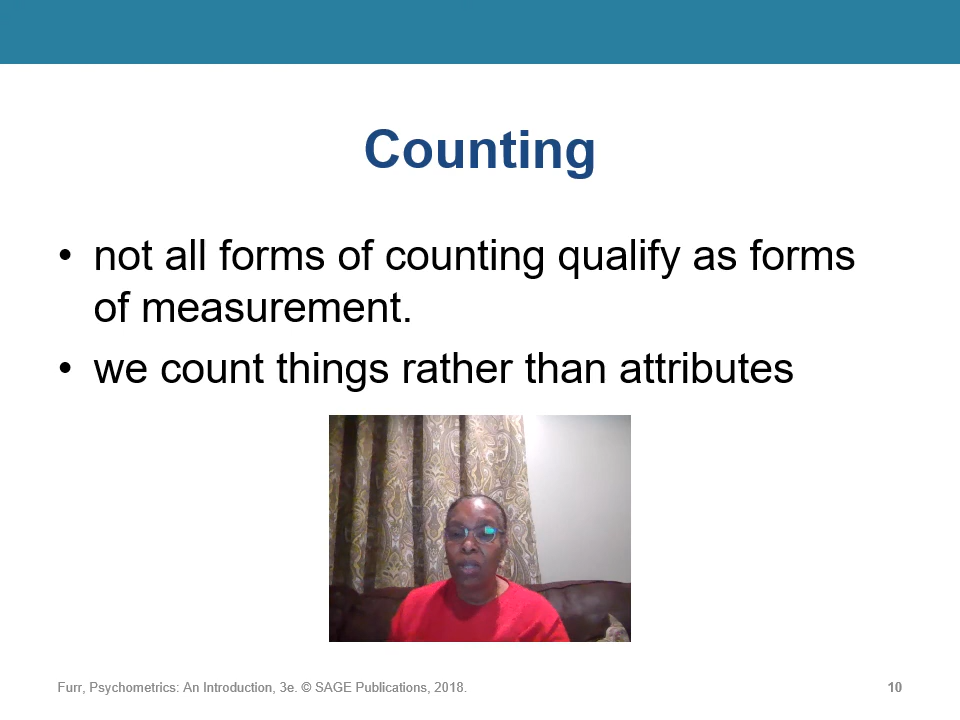 Counting
• not all forms of counting qualify as forms
of measurement.
• we count things rather than attributes
Furr, Psychometrics: An Introduction, 3e. © SAGE Publications, 2018.
10